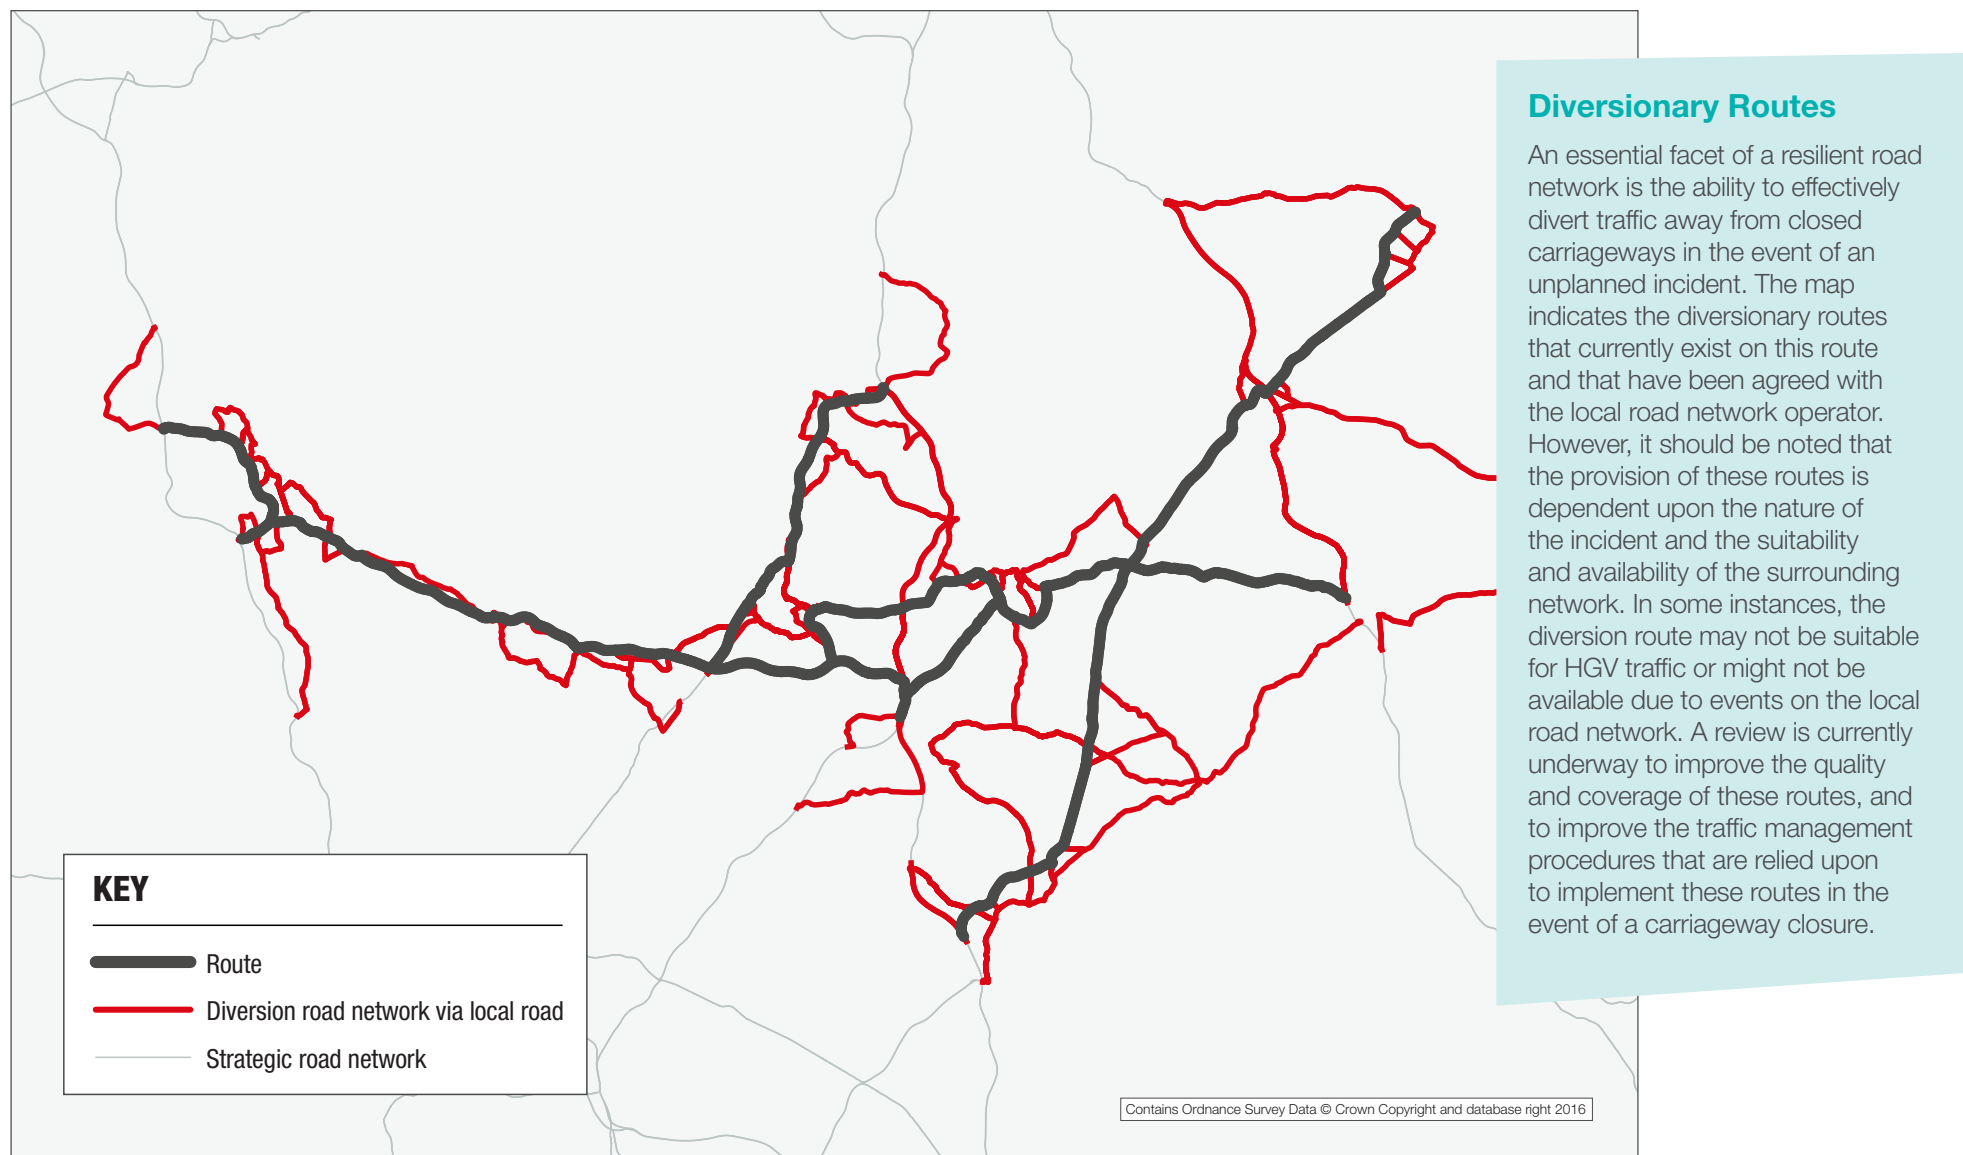 Diversionary Routes
An essential facet of a resilient road
network is the ability to effectively
divert traffic away from closed
carriageways in the event of an
unplanned incident. The map
indicates the diversionary routes
that currently exist on this route
and that have been agreed with
the local road network operator.
However, it should be noted that
the provision of these routes is
dependent upon the nature of
the incident and the suitability
and availability of the surrounding
network. In some instances, the
diversion route may not be suitable
for HGV traffic or might not be
available due to events on the local
road network. A review is currently
underway to improve the quality
and coverage of these routes, and
to improve the traffic management
procedures that are relied upon
to implement these routes in the
event of a carriageway closure.
KEY
Route
Diversion road network via local road
Strategic road network
Contains Ordnance Survey Data © Crown Copyright and database right 2016